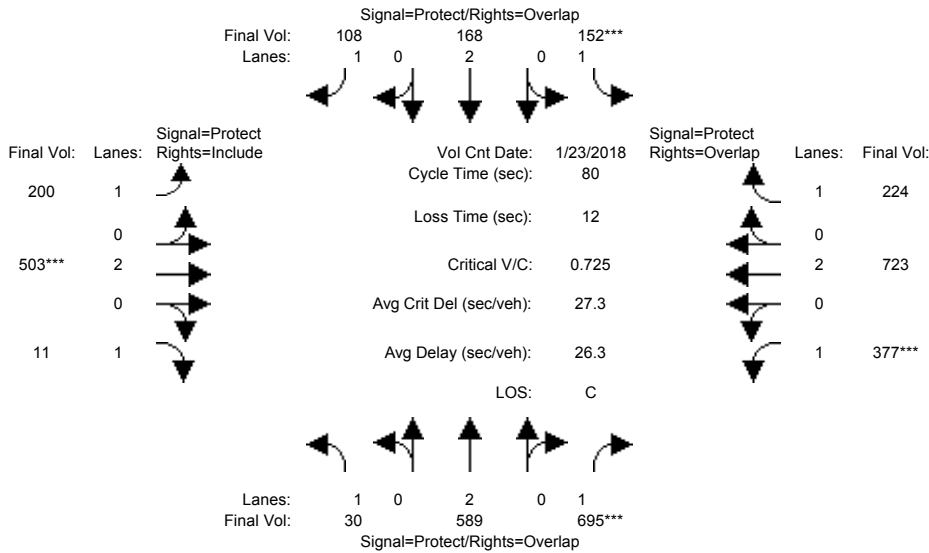 Signal=Protect/Rights=Overlap
Final Vol: 108 168 152***
Lanes: 1 0 2 0 1
Signal=Protect Signal=Protect
Final Vol: Lanes: Rights=Include Vol Cnt Date: 1/23/2018 Rights=Overlap Lanes: Final Vol:
Cycle Time (sec): 80
200 1 1 224
Loss Time (sec): 12
0 0
503*** 2 Critical V/C: 0.725 2 723
0 Avg Crit Del (sec/veh): 27.3 0
11 1 Avg Delay (sec/veh): 26.3 1 377***
LOS: C
Lanes: 1 0 2 0 1
Final Vol: 30 589 695***
Signal=Protect/Rights=Overlap